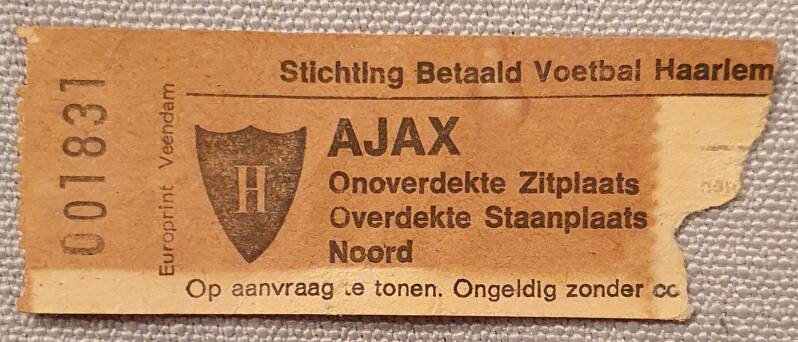 Stichting Betaald Voetbal Haarlem
001831
Europrint Veendam
H
AJAX
Onoverdekte Zitplaats
Overdekte Staanplaats
Noord
Op aanvraag te tonen. Ongeldig zonder co